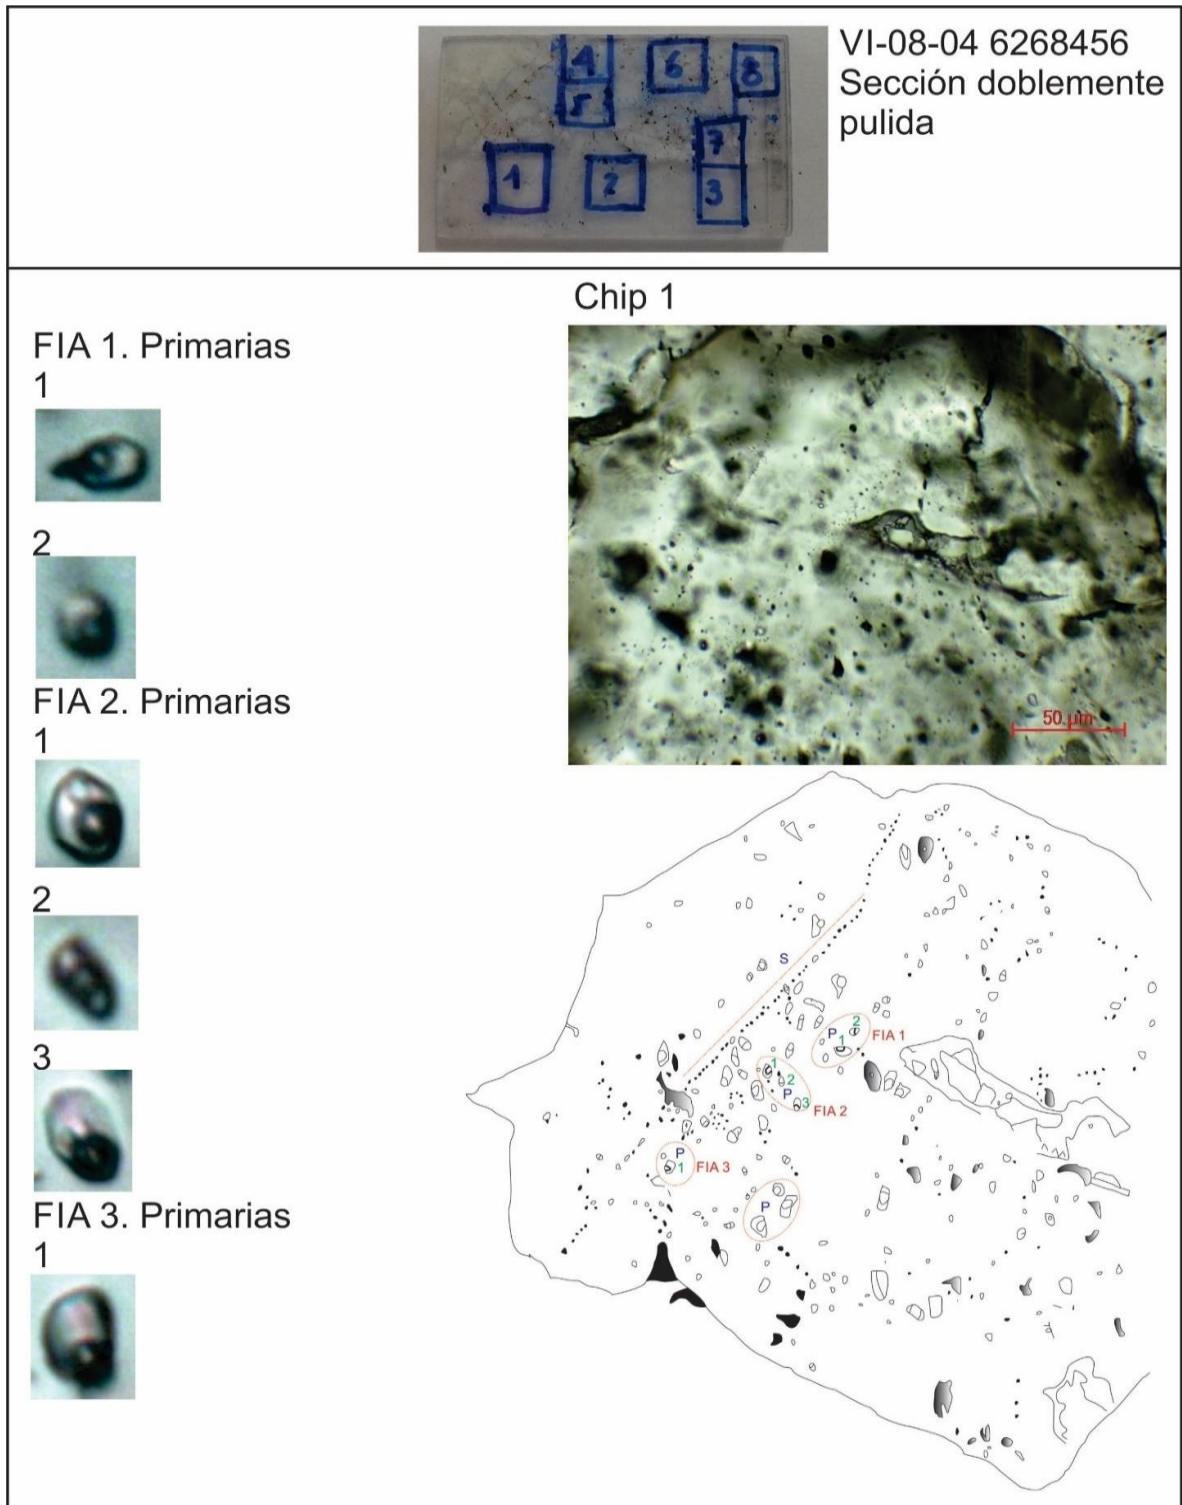 4
5
6
8
7
1
2
3
VI-08-04 6268456
Sección doblemente
pulida
Chip 1
FIA 1. Primarias
1
2
FIA 2. Primarias
1
2
3
FIA 3. Primarias
1
50 µm
S
2
P
1
FIA 1
1
2
P
3
FIA 2
P
1
FIA 3
P